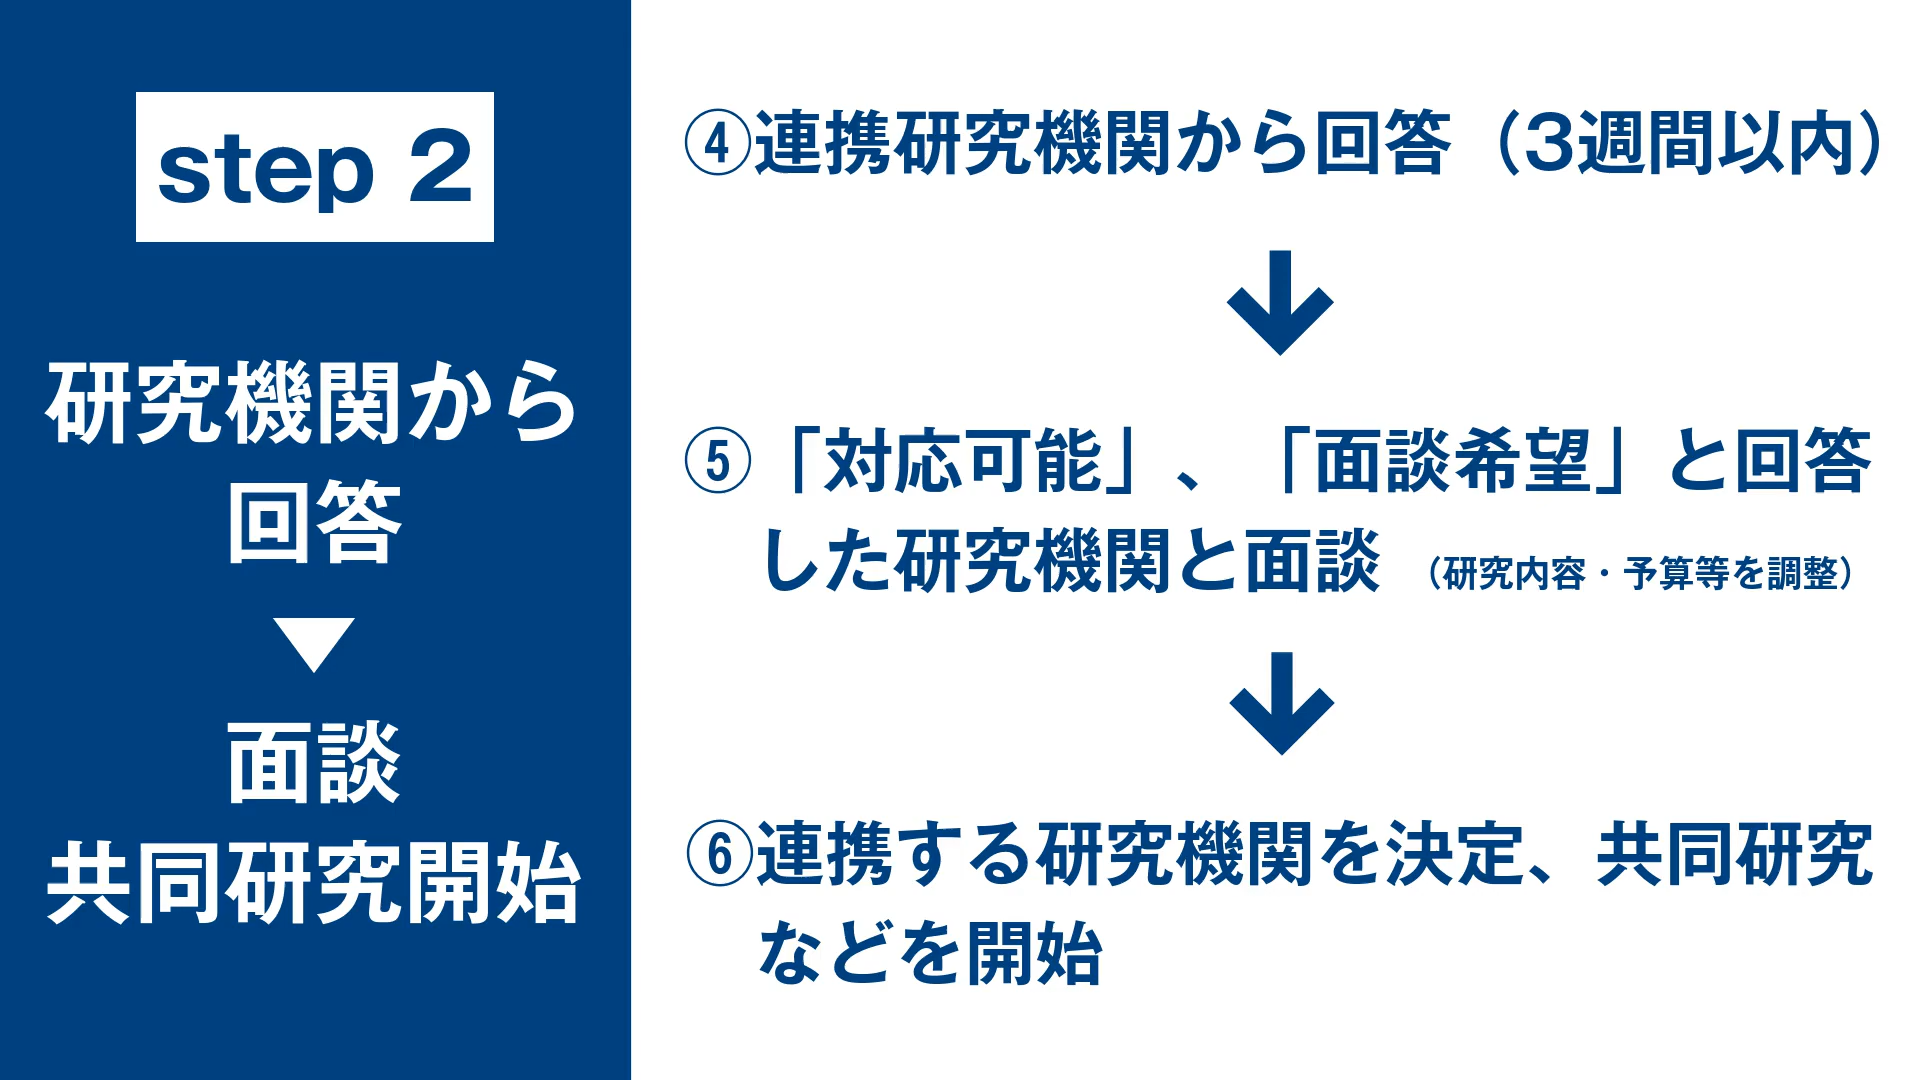 step 2
研究機関から
回答
▼
面談
共同研究開始
④連携研究機関から回答（3週間以内）
↓
⑤「対応可能」、「面談希望」と回答
した研究機関と面談（研究内容・予算等を調整）
↓
⑥連携する研究機関を決定、共同研究
などを開始